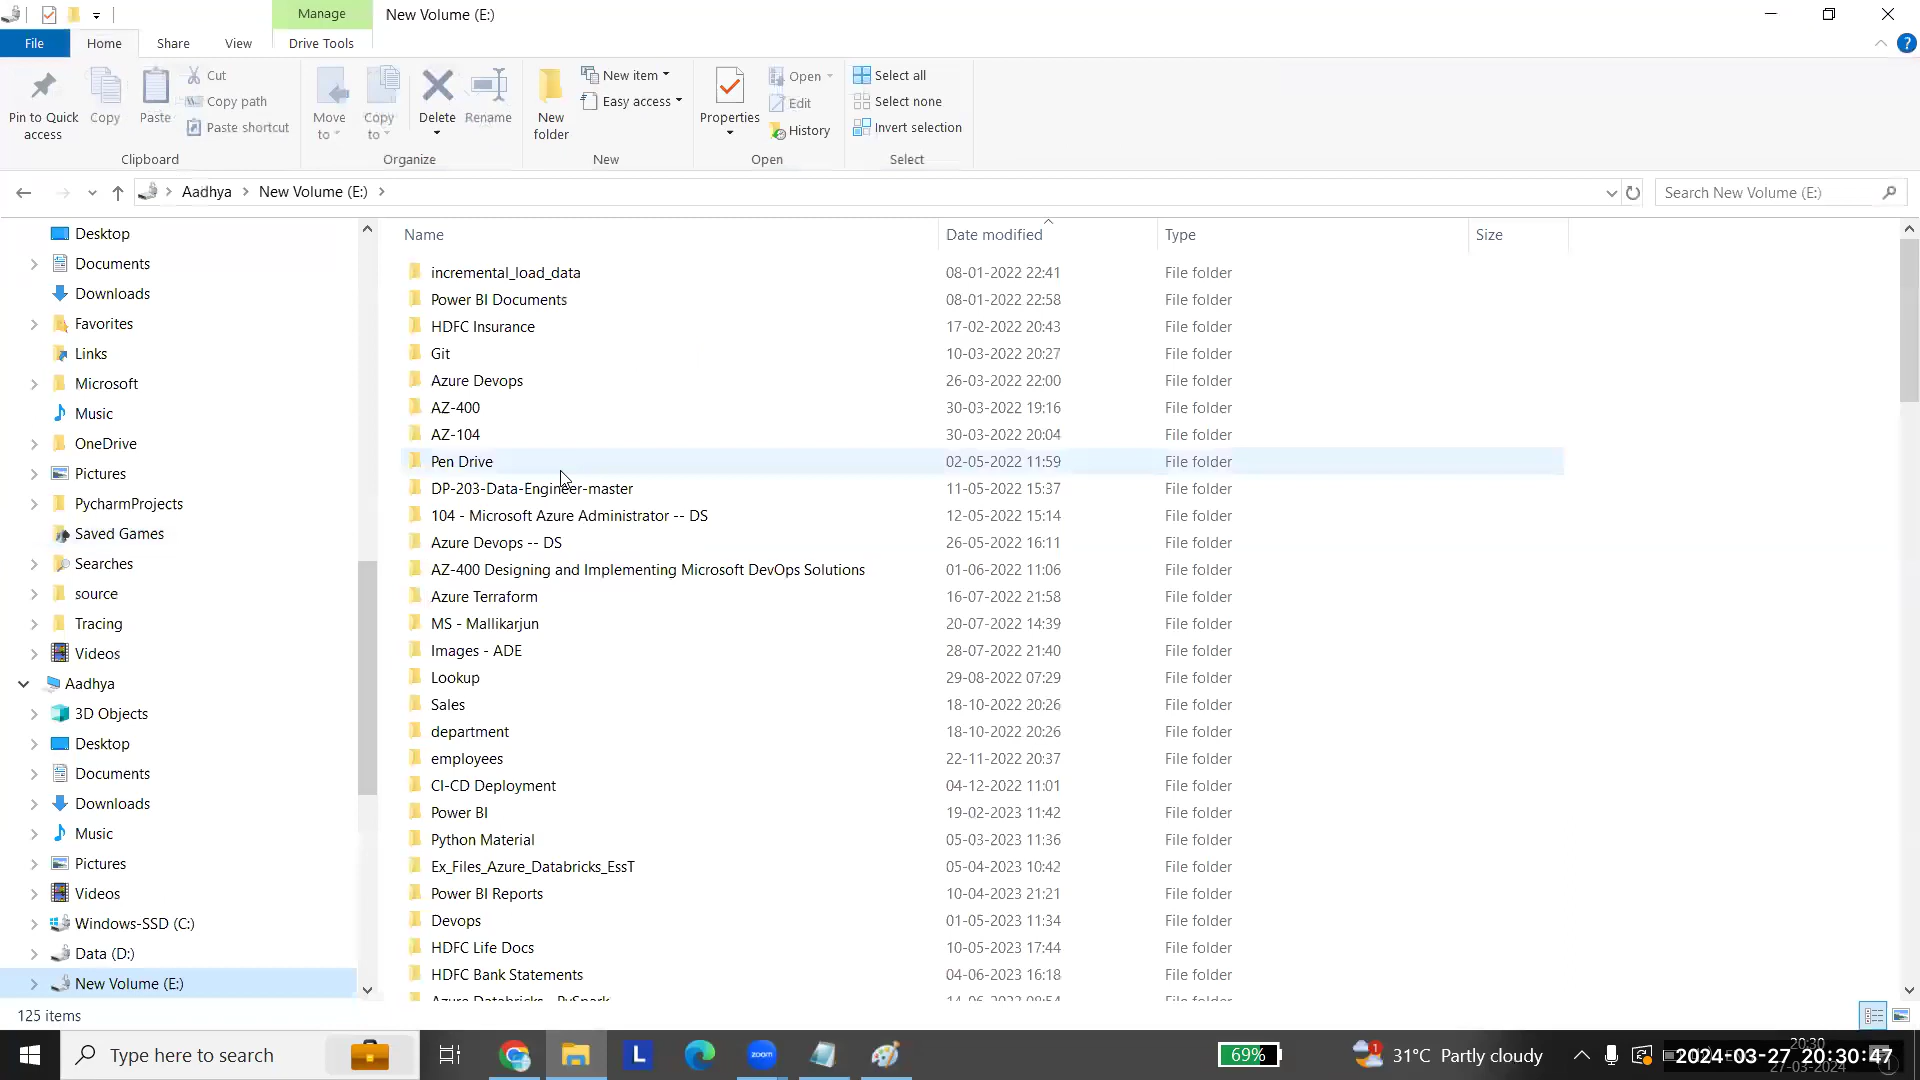 Manage
New Volume (E:)
File
Home
Share
View
Drive Tools
Pin to Quick access
Copy
Paste
Cut
Copy path
Paste shortcut
Clipboard
Move to
Copy to
Delete
Rename
Organize
New folder
New item
Easy access
New
Properties
Open
Edit
History
Open
Select all
Select none
Invert selection
Select
Aadhya > New Volume (E:) >
Search New Volume (E:)
Desktop
Documents
Downloads
Favorites
Links
Microsoft
Music
OneDrive
Pictures
PycharmProjects
Saved Games
Searches
source
Tracing
Videos
Aadhya
3D Objects
Desktop
Documents
Downloads
Music
Pictures
Videos
Windows-SSD (C:)
Data (D:)
New Volume (E:)
Name Date modified Type Size
incremental_load_data 08-01-2022 22:41 File folder
Power BI Documents 08-01-2022 22:58 File folder
HDFC Insurance 17-02-2022 20:43 File folder
Git 10-03-2022 20:27 File folder
Azure Devops 26-03-2022 22:00 File folder
AZ-400 30-03-2022 19:16 File folder
AZ-104 30-03-2022 20:04 File folder
Pen Drive 02-05-2022 11:59 File folder
DP-203-Data-Engineer-master 11-05-2022 15:37 File folder
104 - Microsoft Azure Administrator -- DS 12-05-2022 15:14 File folder
Azure Devops -- DS 26-05-2022 16:11 File folder
AZ-400 Designing and Implementing Microsoft DevOps Solutions 01-06-2022 11:06 File folder
Azure Terraform 16-07-2022 21:58 File folder
MS - Mallikarjun 20-07-2022 14:39 File folder
Images - ADE 28-07-2022 21:40 File folder
Lookup 29-08-2022 07:29 File folder
Sales 18-10-2022 20:26 File folder
department 18-10-2022 20:26 File folder
employees 22-11-2022 20:37 File folder
CI-CD Deployment 04-12-2022 11:01 File folder
Power BI 19-02-2023 11:42 File folder
Python Material 05-03-2023 11:36 File folder
Ex_Files_Azure_Databricks_EssT 05-04-2023 10:42 File folder
Power BI Reports 10-04-2023 21:21 File folder
Devops 01-05-2023 11:34 File folder
HDFC Life Docs 10-05-2023 17:44 File folder
HDFC Bank Statements 04-06-2023 16:18 File folder
Azure Databricks - PySpark 14-06-2023 08:54 File folder
125 items
Type here to search
L
zoom
69%
1
31°C Partly cloudy
20:30
27-03-2024
2024-03-27 20:30:47